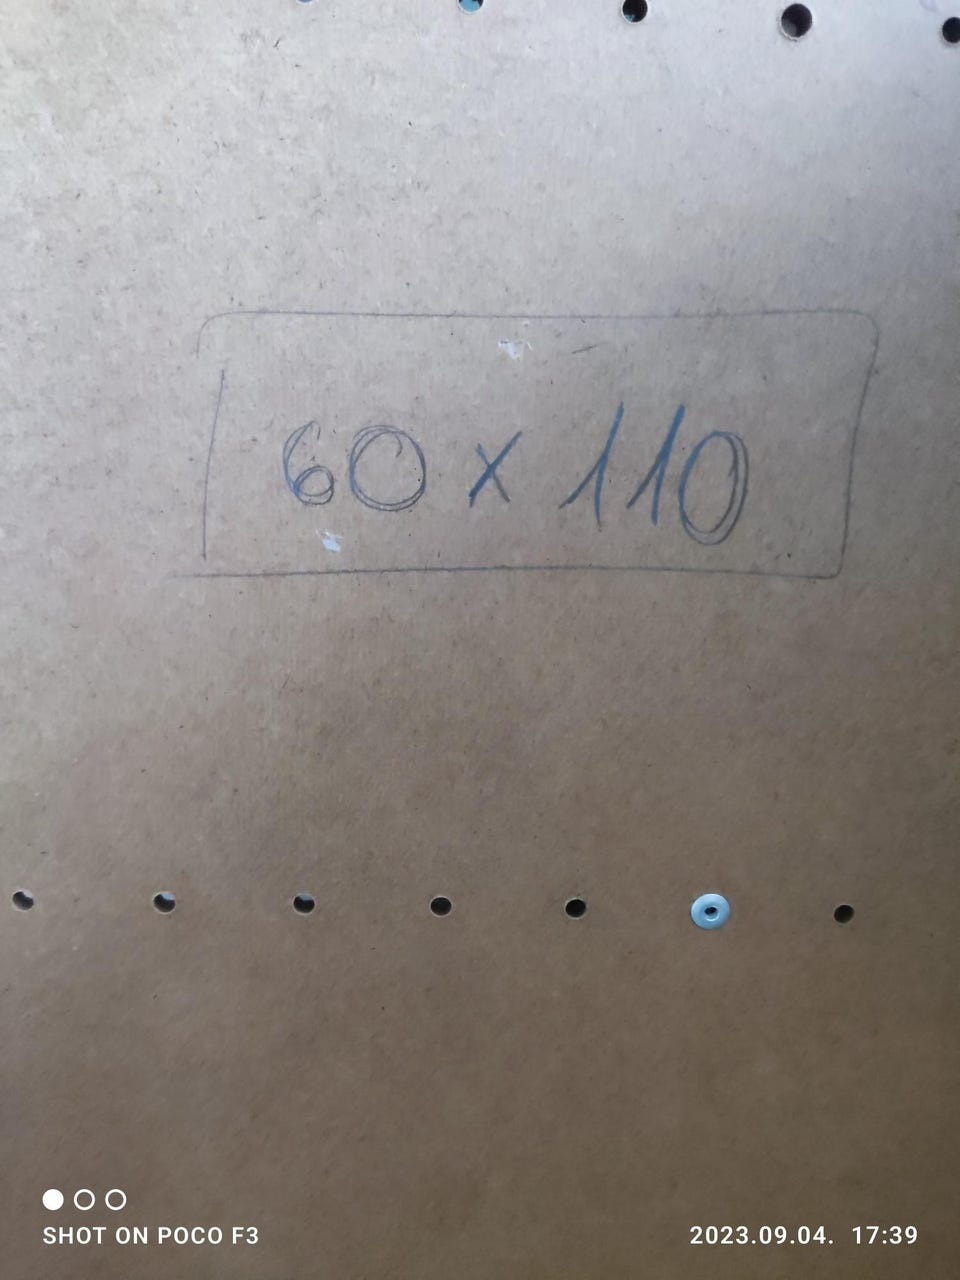 60 x 110
SHOT ON POCO F3
2023.09.04. 17:39